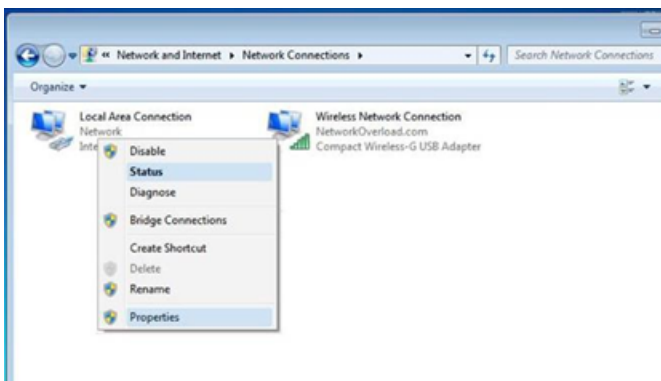 « Network and Internet ▸ Network Connections ▸
Search Network Connections
Organize
Local Area Connection
Network
Inte
Wireless Network Connection
NetworkOverload.com
Compact Wireless-G USB Adapter
Disable
Status
Diagnose
Bridge Connections
Create Shortcut
Delete
Rename
Properties